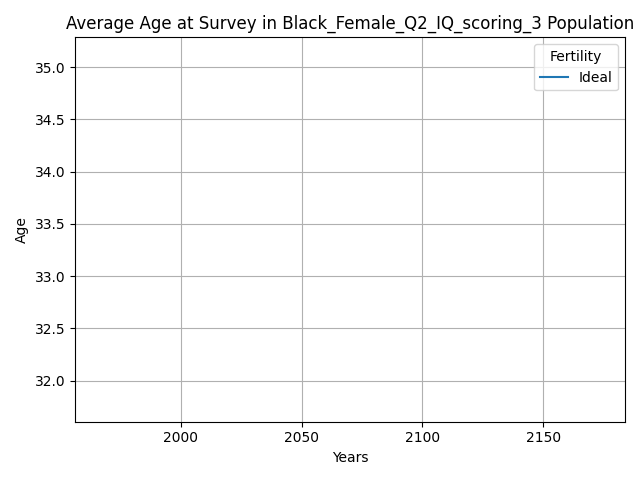 Average Age at Survey in Black_Female_Q2_IQ_scoring_3 Population
Fertility
Ideal
35.0
34.5
34.0
33.5
33.0
32.5
32.0
Age
2000 2050 2100 2150
Years